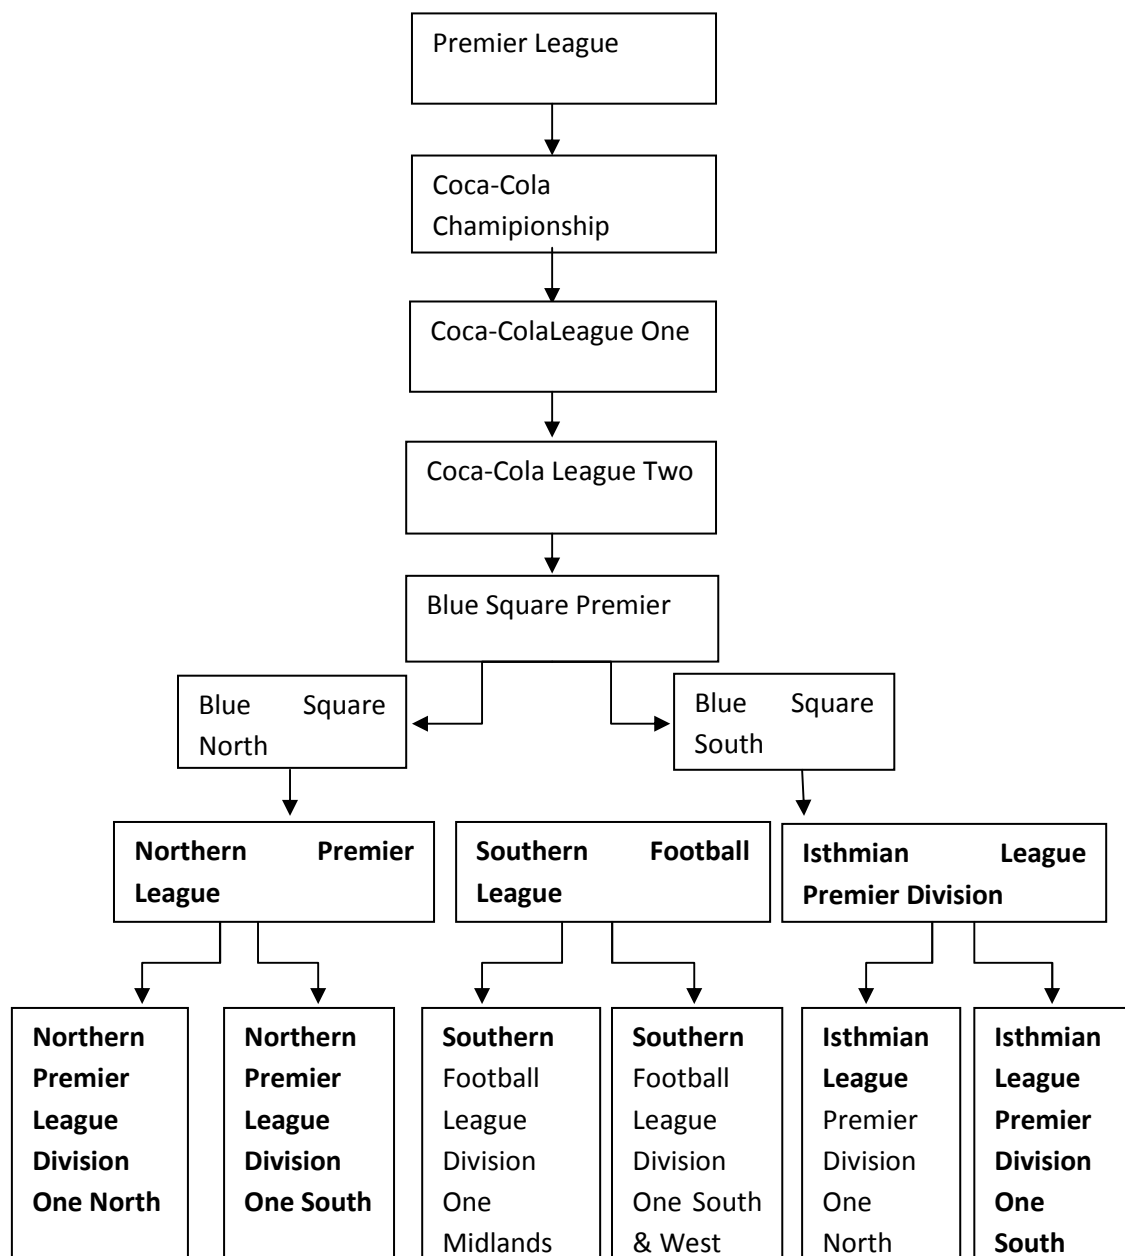 Premier League
Coca-Cola
Chamipionship
Coca-ColaLeague One
Coca-Cola League Two
Blue Square Premier
Blue Square
North
Blue Square
South
Northern Premier
League
Southern Football
League
Isthmian League
Premier Division
Northern
Premier
League
Division
One North
Northern
Premier
League
Division
One South
Southern
Football
League
Division
One
Midlands
Southern
Football
League
Division
One South
& West
Isthmian
League
Premier
Division
One
North
Isthmian
League
Premier
Division
One
South